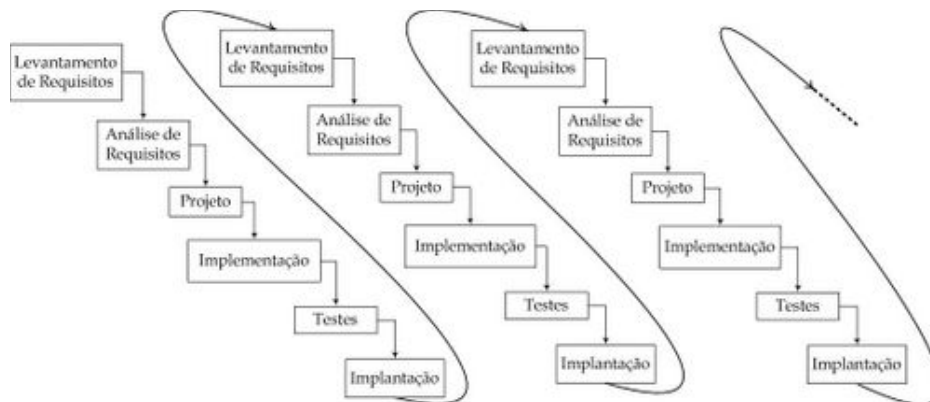 Levantamento
de Requisitos
Análise de
Requisitos
Projeto
Implementação
Testes
Implantação
Levantamento
de Requisitos
Análise de
Requisitos
Projeto
Implementação
Testes
Implantação
Levantamento
de Requisitos
Análise de
Requisitos
Projeto
Implementação
Testes
Implantação